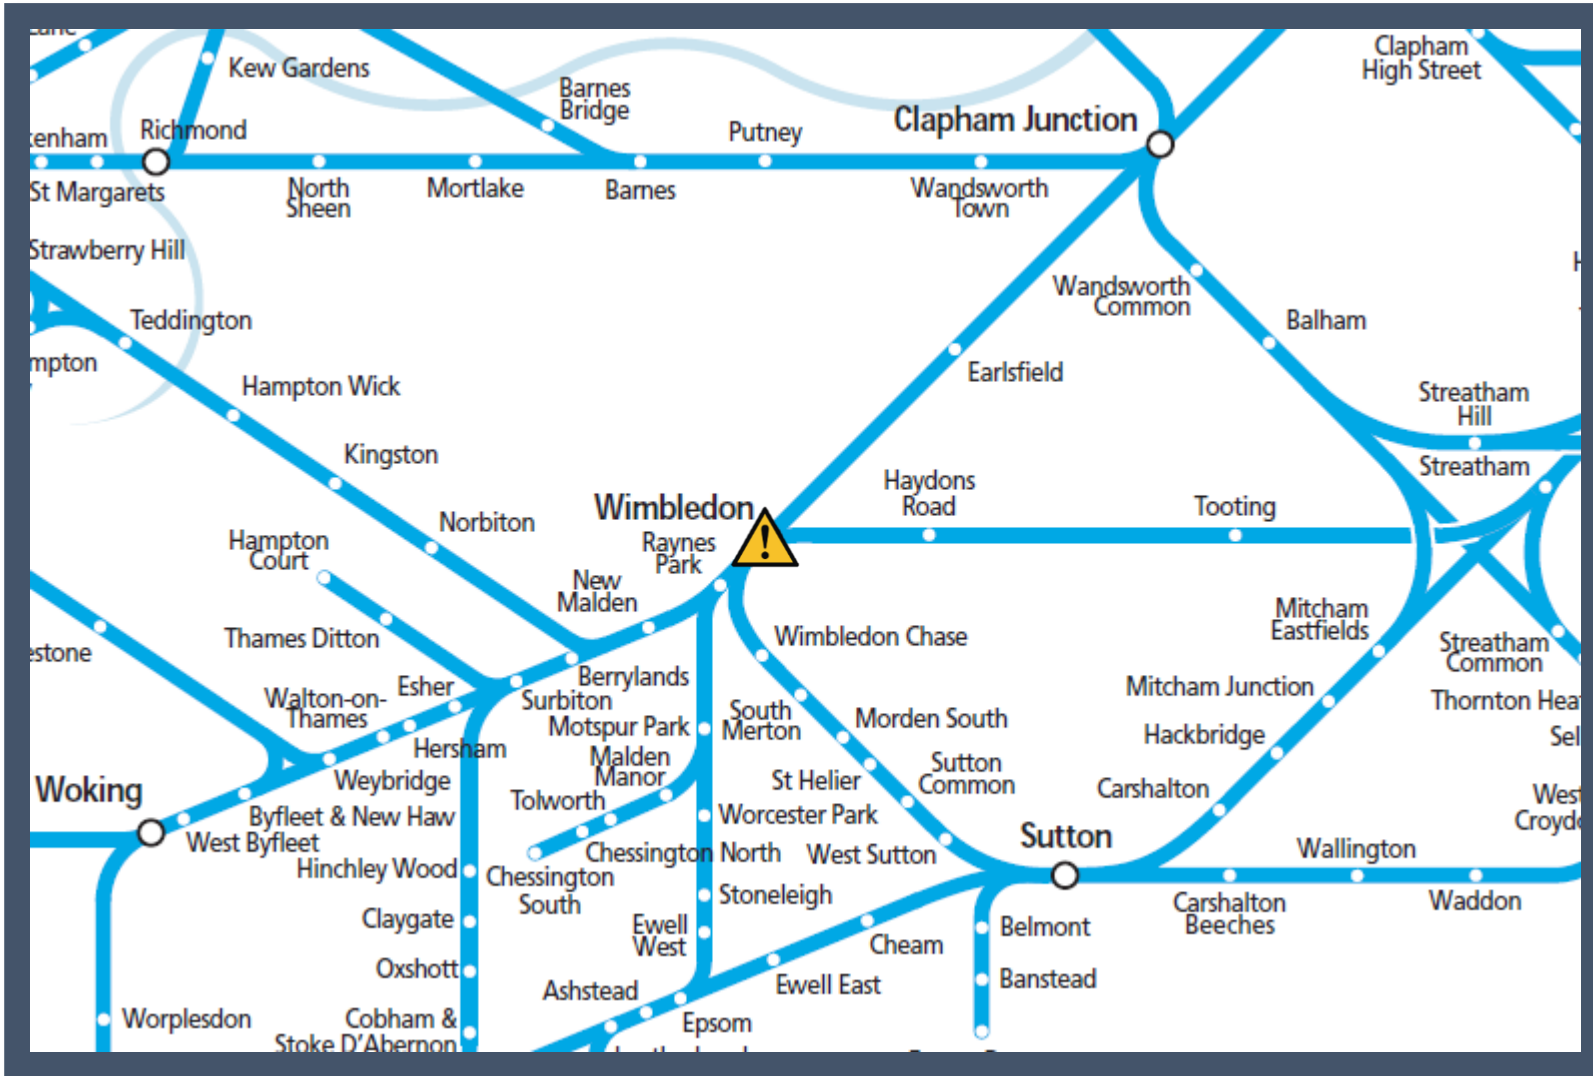 Kew Gardens
Clapham
High Street
Barnes
Bridge
Clapham Junction
Putney
Richmond
kenham
St Margarets
North
Sheen
Mortlake
Barnes
Wandsworth
Town
Strawberry Hill
Wandsworth
Common
Teddington
Balham
mpton
Hampton Wick
Earlsfield
Streatham
Hill
Kingston
Streatham
Haydons
Road
Tooting
Wimbledon
Norbiton
Raynes
Park
Hampton
Court
New
Malden
Mitcham
Eastfields
Thames Ditton
Wimbledon Chase
estone
Streatham
Common
Berrylands
Esher
Surbiton
Walton-on-
Thames
Mitcham Junction
Thornton Hea
Motspur Park
South
Merton
Morden South
Hackbridge
Sel
Hersham
Malden
Manor
Weybridge
St Helier
Sutton
Common
Carshalton
Woking
Tolworth
Worcester Park
West
Croydo
Byfleet & New Haw
West Byfleet
Sutton
Chessington North
West Sutton
Wallington
Hinchley Wood
Chessington
South
Stoneleigh
Carshalton
Beeches
Waddon
Claygate
Ewell
West
Belmont
Cheam
Oxshott
Ewell East
Banstead
Ashstead
Worplesdon
Cobham &
Stoke D'Abernon
Epsom